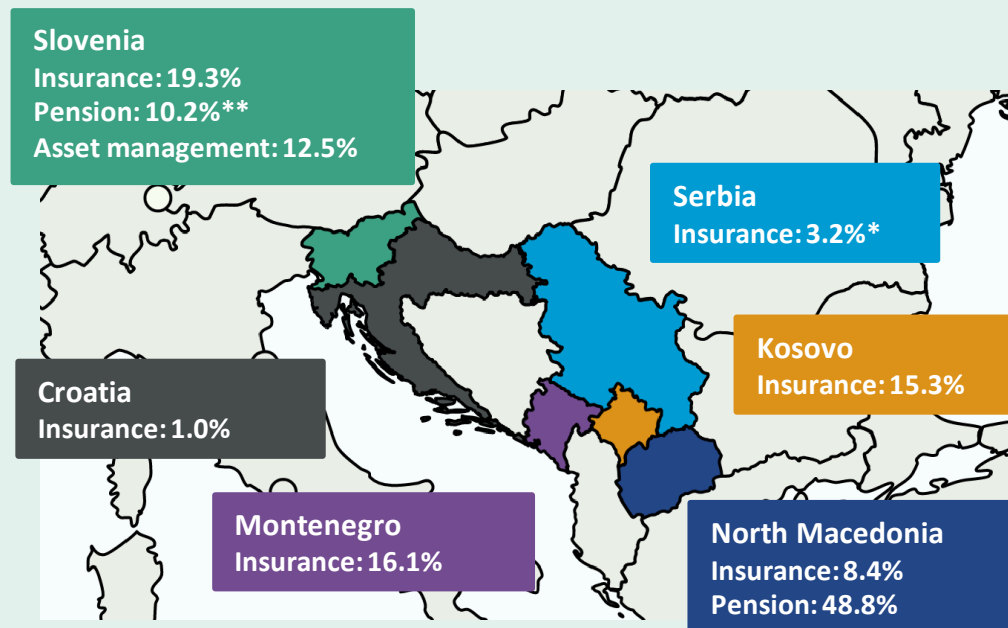 Slovenia
Insurance: 19.3%
Pension: 10.2%**
Asset management: 12.5%
Serbia
Insurance: 3.2%*
Kosovo
Insurance: 15.3%
Croatia
Insurance: 1.0%
Montenegro
Insurance: 16.1%
North Macedonia
Insurance: 8.4%
Pension: 48.8%